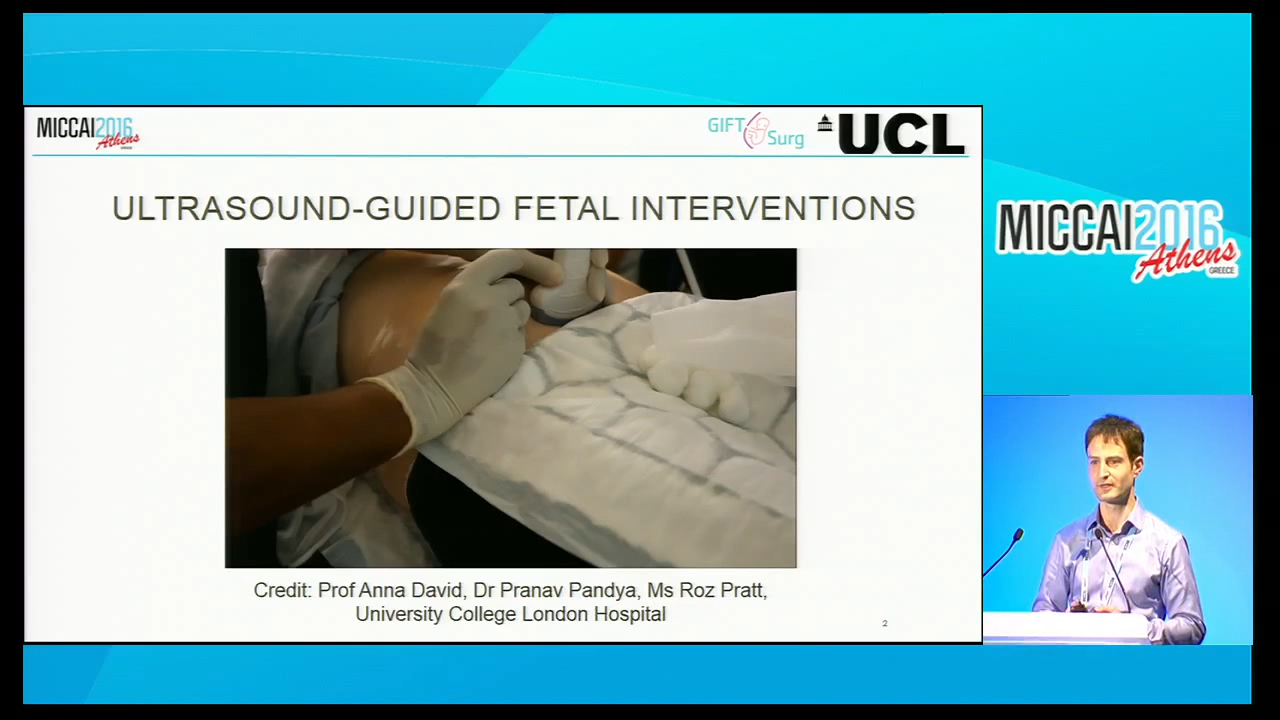 MICCAI2016
Athens
GREECE
GIFT
Surg
UCL
ULTRASOUND-GUIDED FETAL INTERVENTIONS
Credit: Prof Anna David, Dr Pranav Pandya, Ms Roz Pratt,
University College London Hospital
2
MICCAI2016
Athens
GREECE